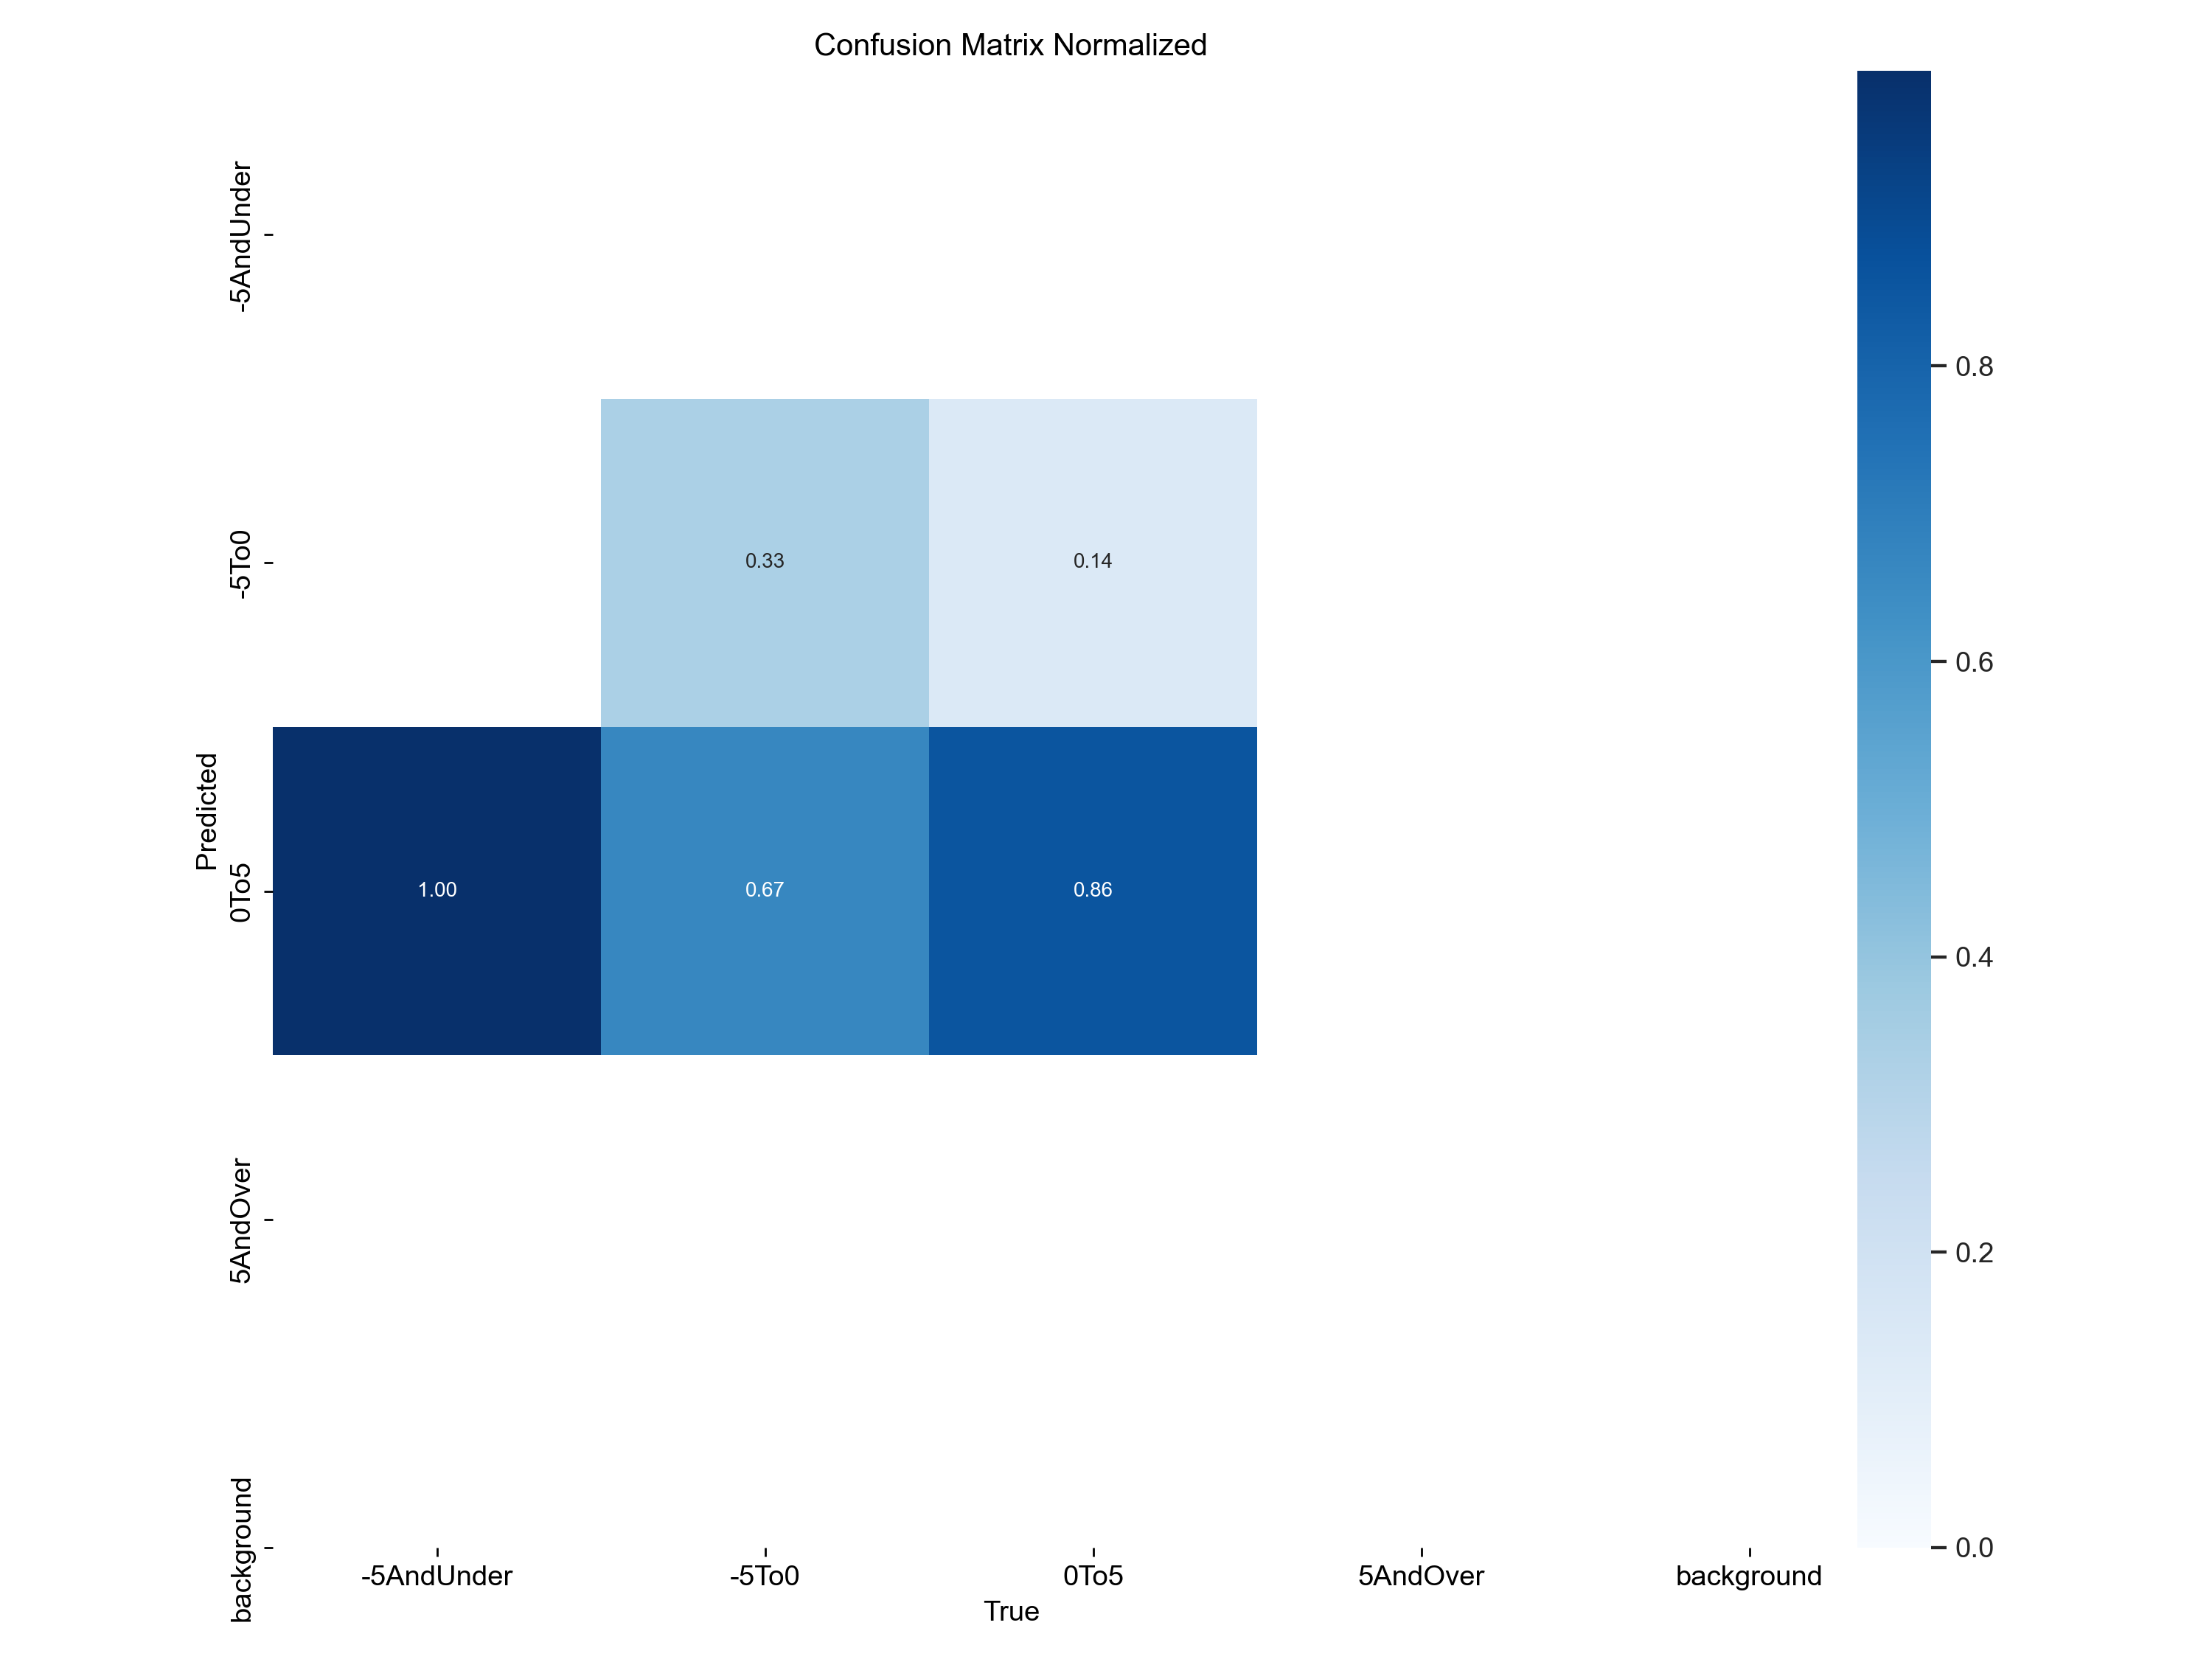 Confusion Matrix Normalized
-5AndUnder
-5To0
0To5
5AndOver
background
Predicted
0.33
0.14
1.00
0.67
0.86
-5AndUnder
-5To0
0To5
5AndOver
background
True
0.8
0.6
0.4
0.2
0.0